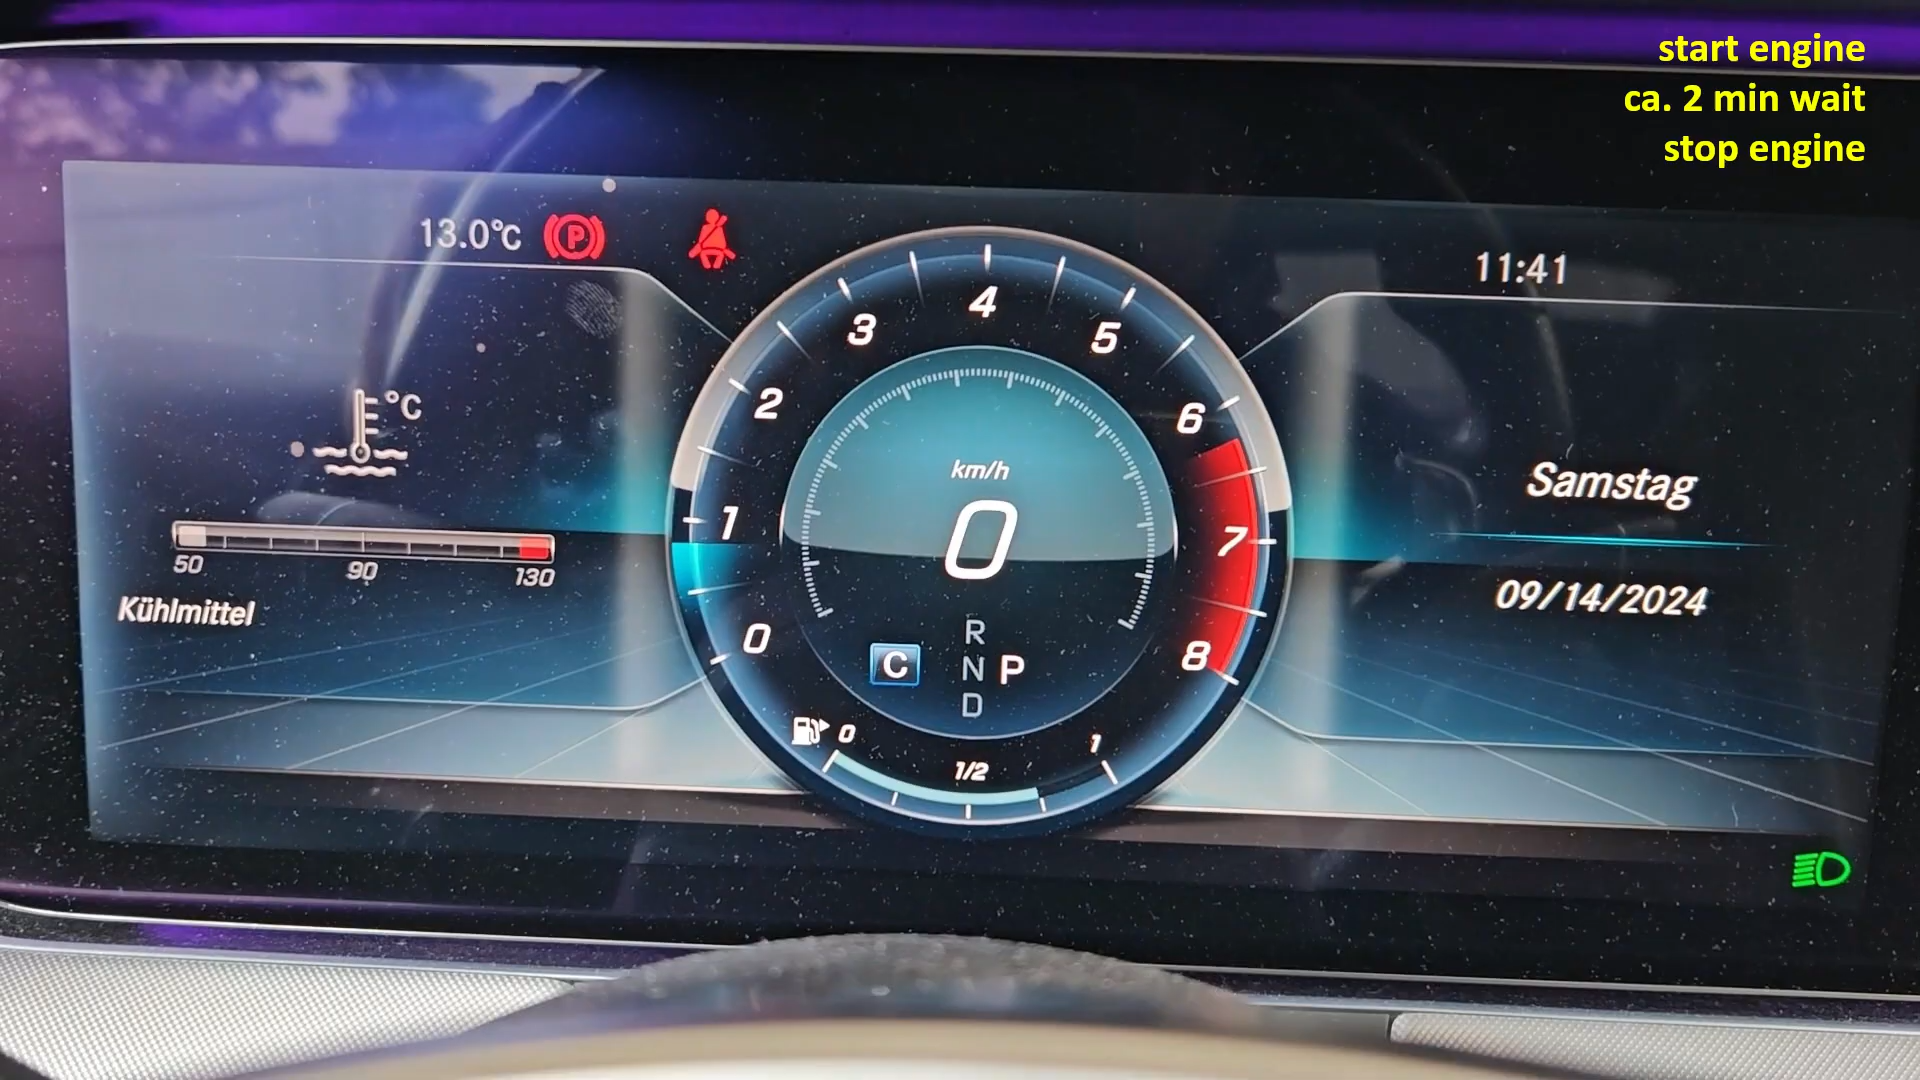 start engine
ca. 2 min wait
stop engine
13.0°C
P
11:41
°C
50 90 130
Kühlmittel
0 1 2 3 4 5 6 7 8
km/h
0
R
C N P
D
0 1/2 1
Samstag
09/14/2024